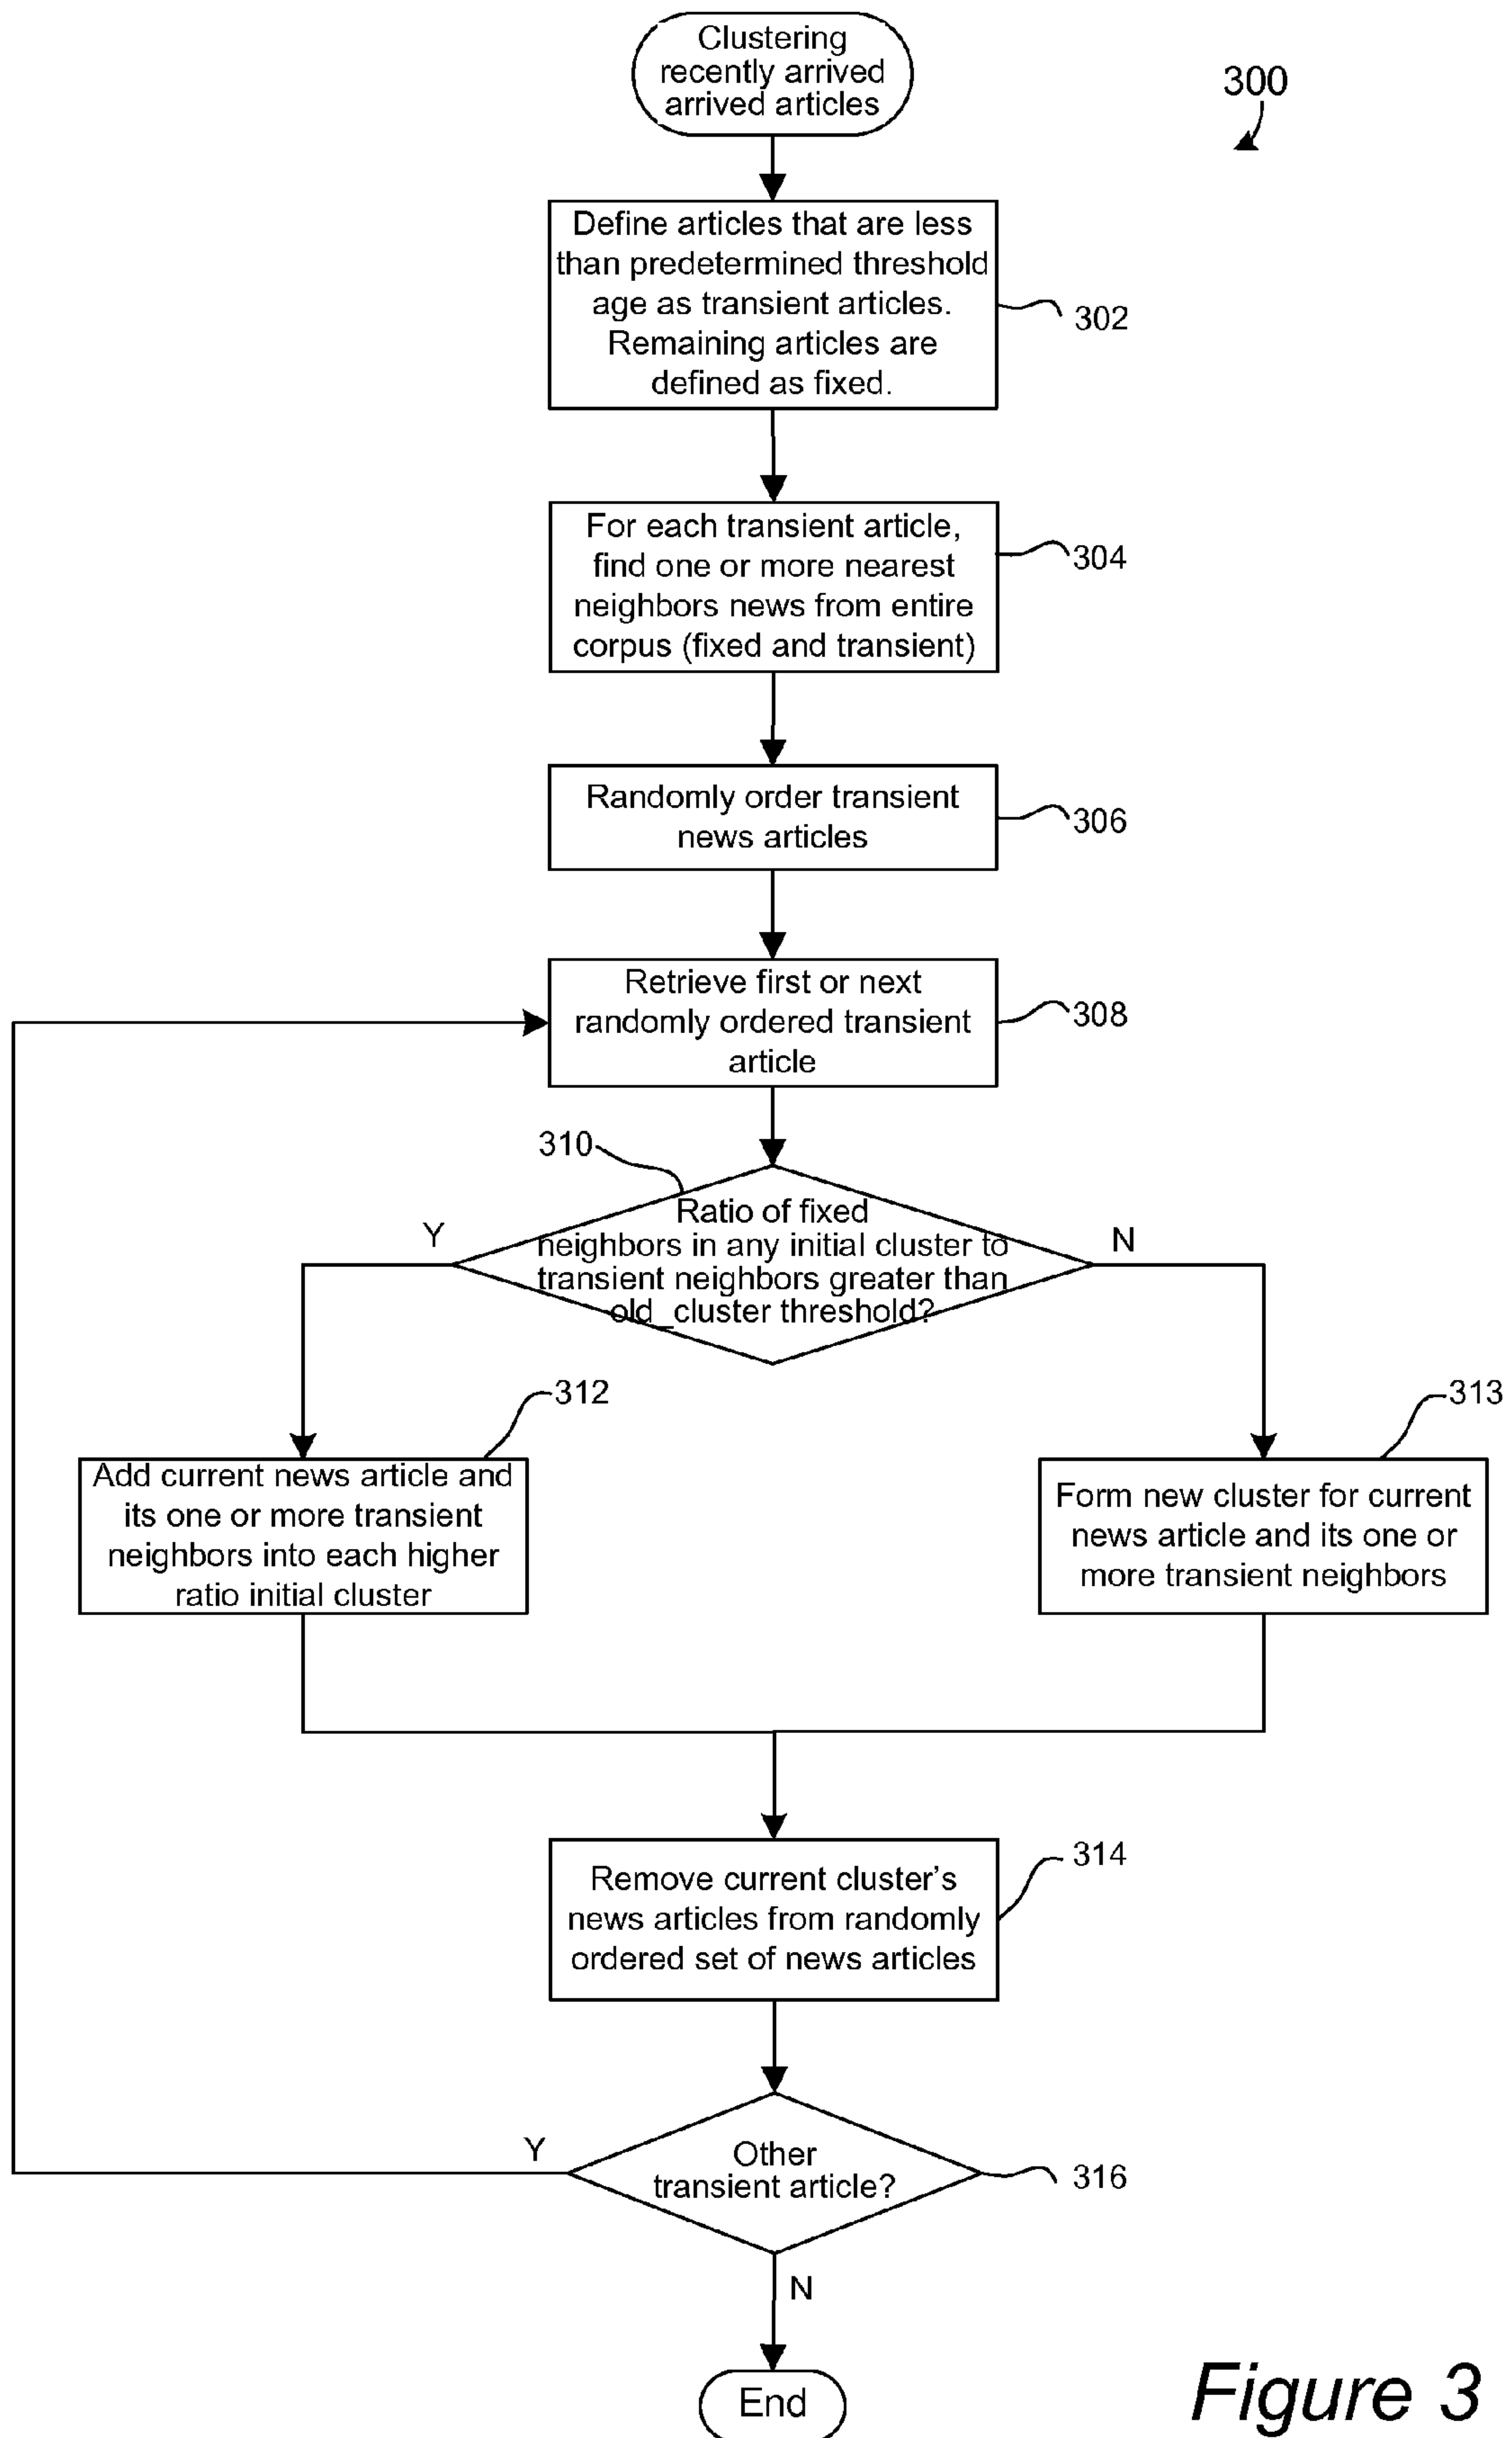 Clustering
recently arrived
arrived articles
300
Define articles that are less
than predetermined threshold
age as transient articles.
Remaining articles are
defined as fixed.
302
For each transient article,
find one or more nearest
neighbors news from entire
corpus (fixed and transient)
304
Randomly order transient
news articles
306
Retrieve first or next
randomly ordered transient
article
308
310
Ratio of fixed
neighbors in any initial cluster to
transient neighbors greater than
old_cluster threshold?
Y
N
312
Add current news article and
its one or more transient
neighbors into each higher
ratio initial cluster
313
Form new cluster for current
news article and its one or
more transient neighbors
Remove current cluster’s
news articles from randomly
ordered set of news articles
314
Y
Other
transient article?
316
N
End
Figure 3